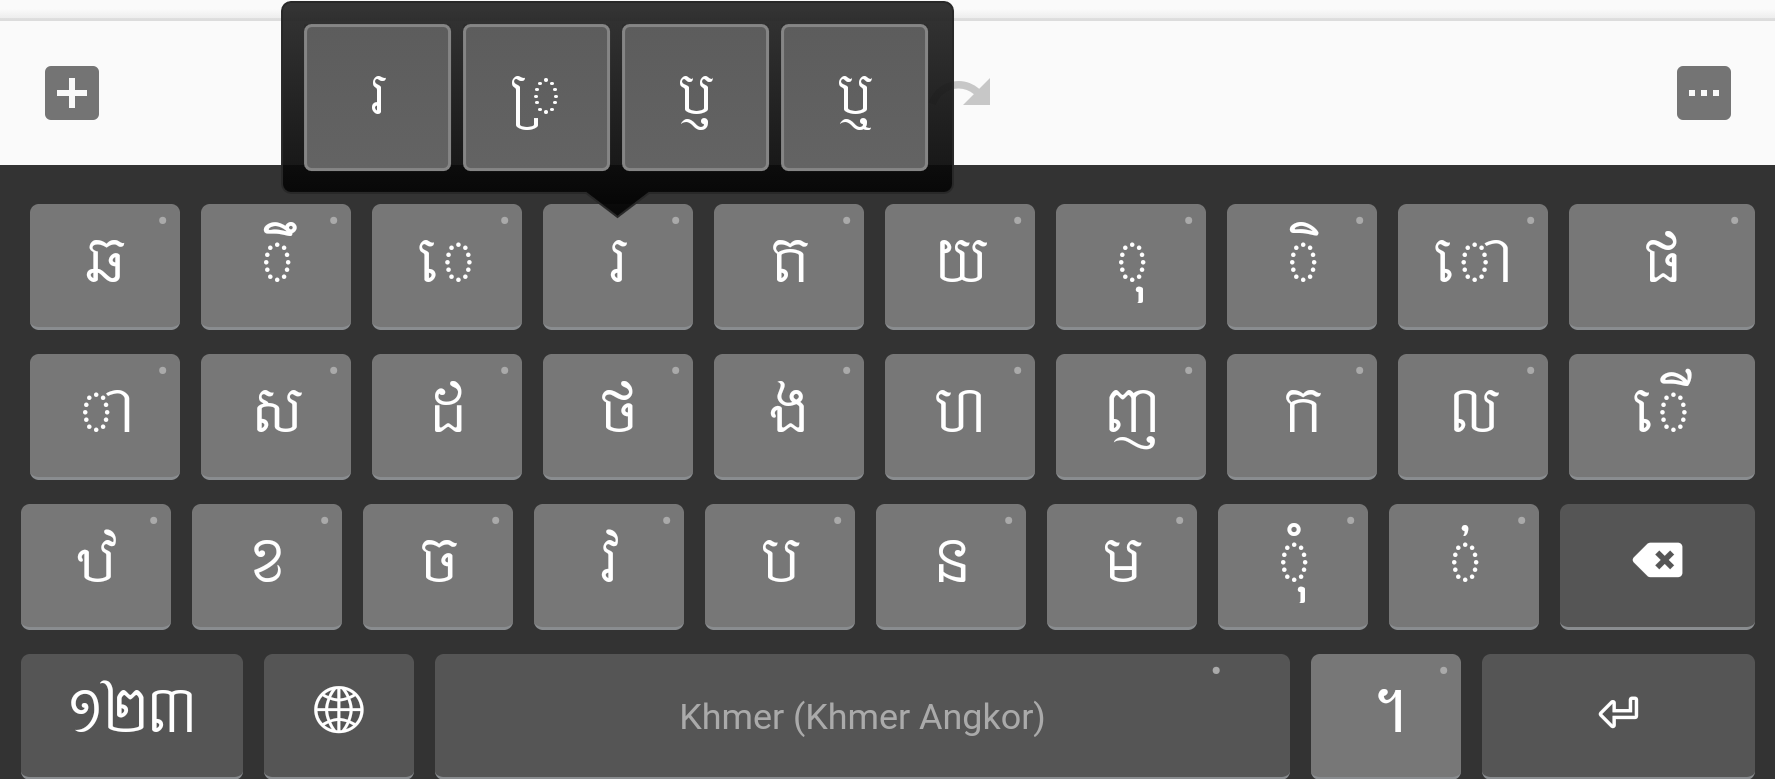 រ ្រ ឫ ឬ
ឆ ឹ េ រ ត យ ុ ិ ោ ផ
ា ស ដ ថ ង ហ ញ ក ល ើ
ឋ ខ ច វ ប ន ម ុំ ់
១២៣ Khmer (Khmer Angkor) ។